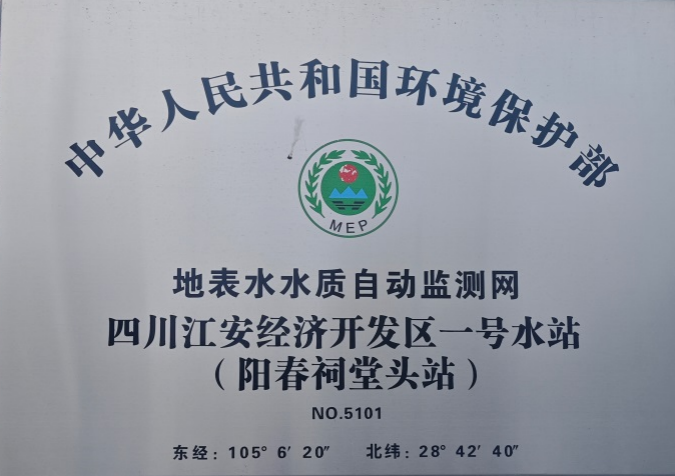 中华人民共和国环境保护部
MEP
地表水水质自动监测网
四川江安经济开发区一号水站
（阳春祠堂头站）
NO.5101
东经：105° 6′ 20″ 北纬：28° 42′ 40″